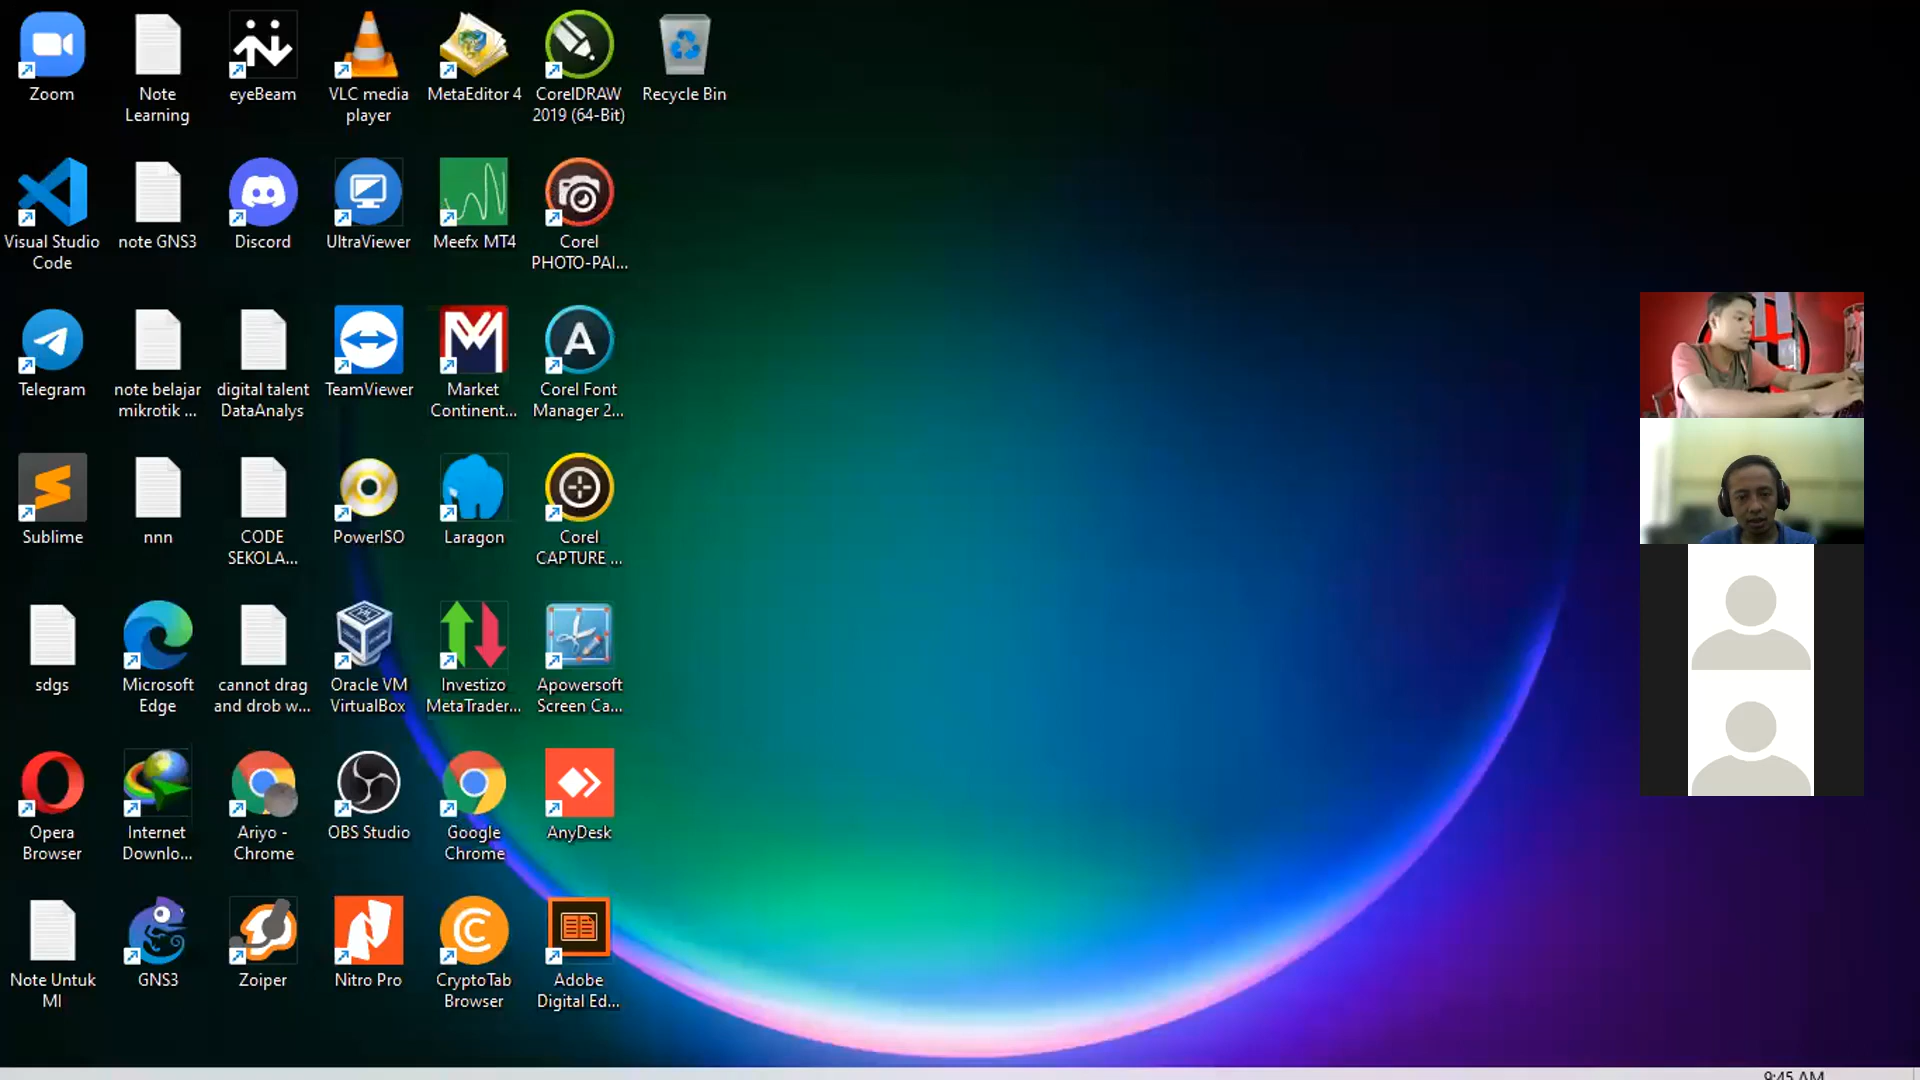 Zoom
Note
Learning
eyeBeam
VLC media
player
MetaEditor 4
CorelDRAW
2019 (64-Bit)
Recycle Bin
Visual Studio
Code
note GNS3
Discord
UltraViewer
Meefx MT4
Corel
PHOTO-PAI...
Telegram
note belajar
mikrotik ...
digital talent
DataAnalys
TeamViewer
Market
Continent...
Corel Font
Manager 2...
Sublime
nnn
CODE
SEKOLA...
PowerISO
Laragon
Corel
CAPTURE ...
sdgs
Microsoft
Edge
cannot drag
and drob w...
Oracle VM
VirtualBox
Investizo
MetaTrader...
Apowersoft
Screen Ca...
Opera
Browser
Internet
Downlo...
Ariyo -
Chrome
OBS Studio
Google
Chrome
AnyDesk
Note Untuk
MI
GNS3
Zoiper
Nitro Pro
CryptoTab
Browser
Adobe
Digital Ed...
9:45 AM